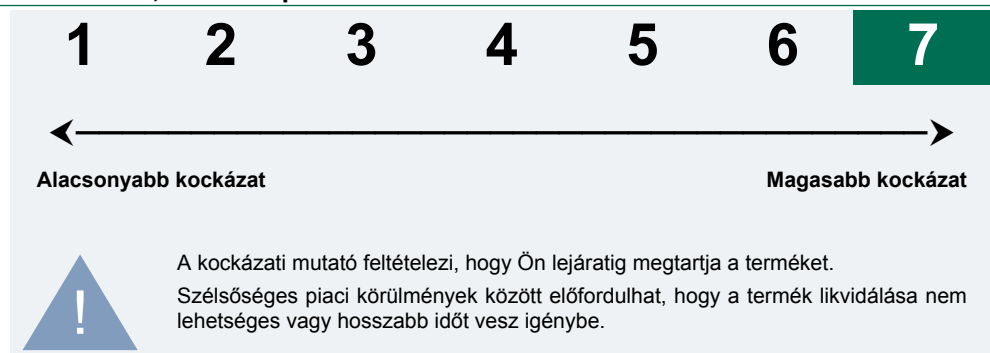 1 2 3 4 5 6 7
Alacsonyabb kockázat Magasabb kockázat
A kockázati mutató feltételezi, hogy Ön lejáratig megtartja a terméket.
Szélsőséges piaci körülmények között előfordulhat, hogy a termék likvidálása nem
lehetséges vagy hosszabb időt vesz igénybe.
!